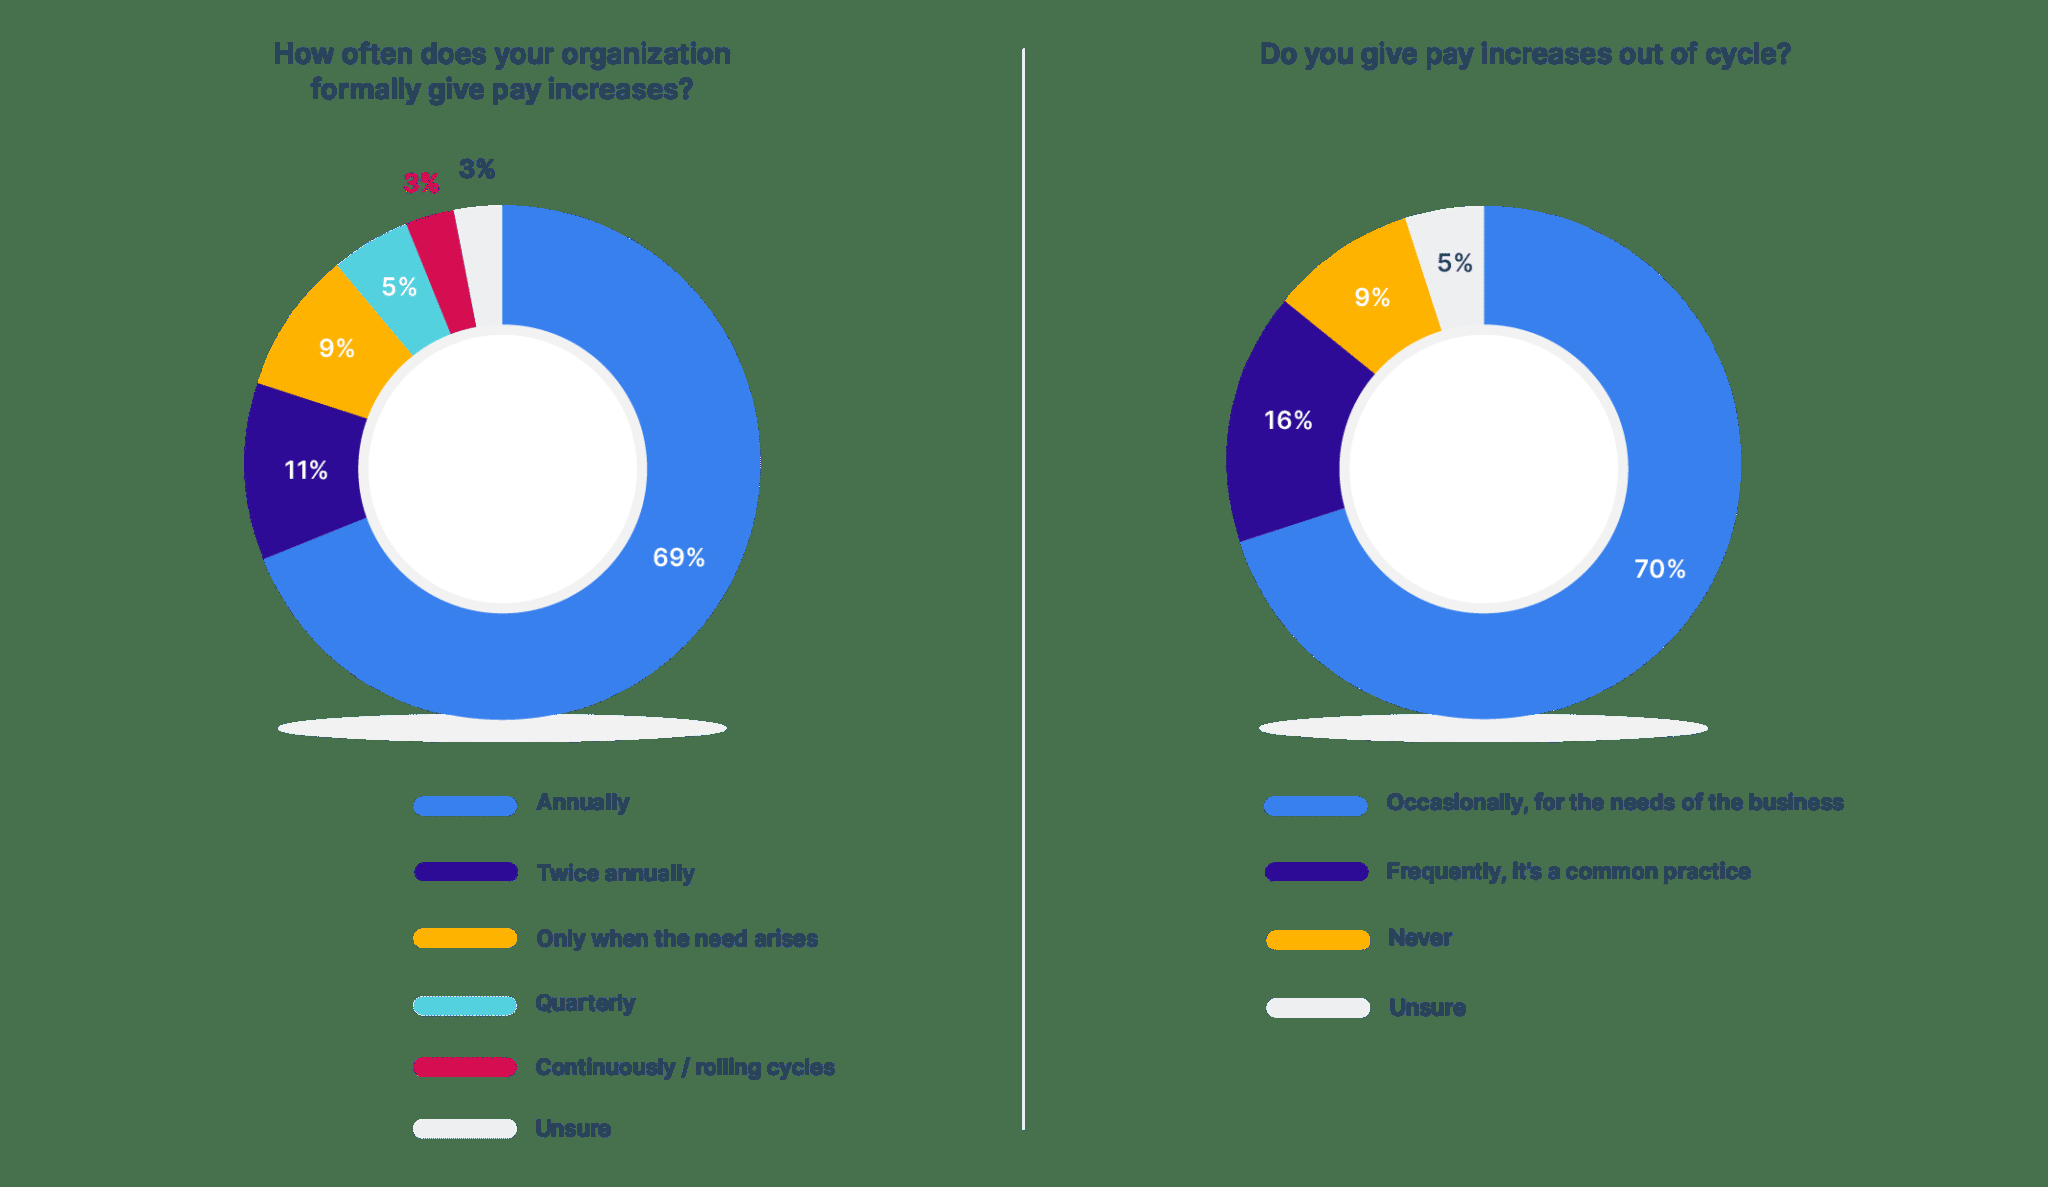 How often does your organization
formally give pay increases?
3%
3%
5%
9%
11%
69%
Annually
Twice annually
Only when the need arises
Quarterly
Continuously / rolling cycles
Unsure
Do you give pay increases out of cycle?
5%
9%
16%
70%
Occasionally, for the needs of the business
Frequently, it's a common practice
Never
Unsure